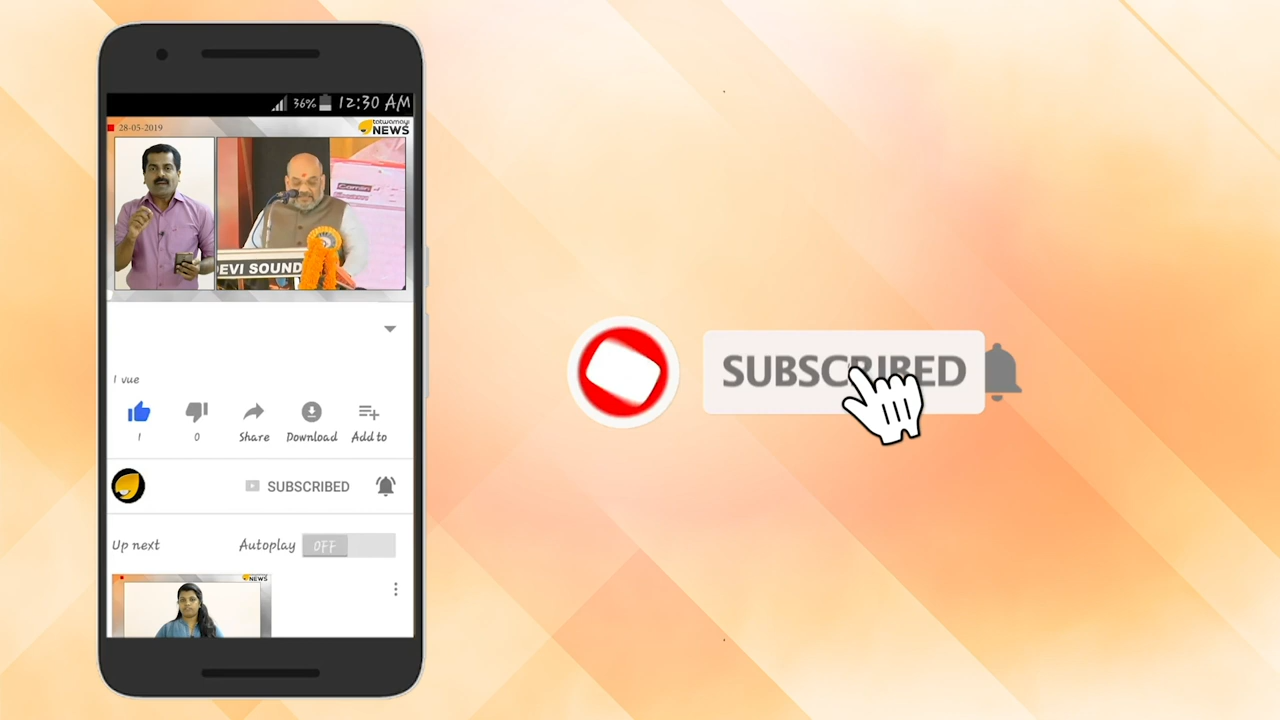 36% 12:30 AM
28-05-2019
tatwamayi
NEWS
DEVI SOUND
1 vue
1
0
Share
Download
Add to
SUBSCRIBED
Up next
Autoplay
OFF
NEWS
SUBSCRIBED